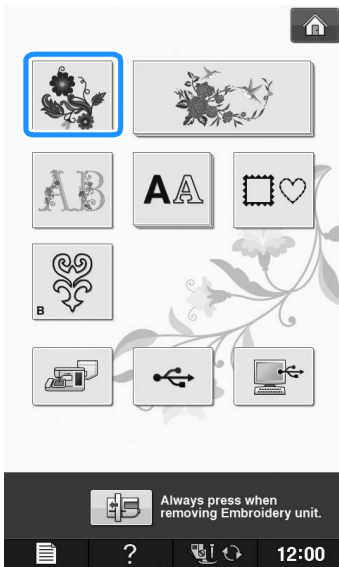 AB
AA
B
Always press when
removing Embroidery unit.
?
12:00